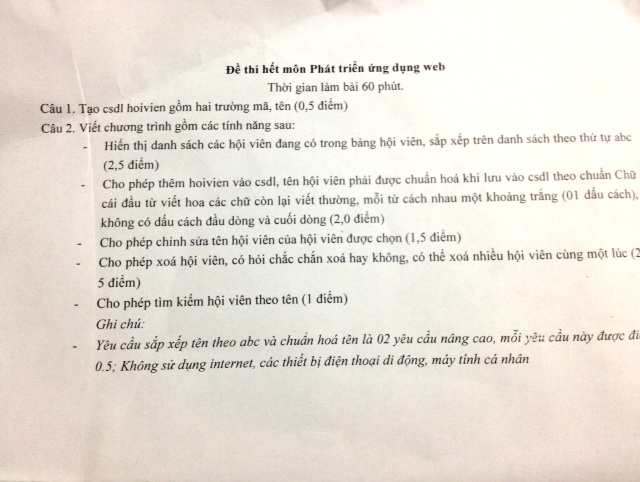 Đề thi hết môn Phát triển ứng dụng web
Thời gian làm bài 60 phút.
Câu 1. Tạo csdl hoivien gồm hai trường mã, tên (0,5 điểm)
Câu 2. Viết chương trình gồm các tính năng sau:
- Hiển thị danh sách các hội viên đang có trong bảng hội viên, sắp xếp trên danh sách theo thứ tự abc
(2,5 điểm)
- Cho phép thêm hoivien vào csdl, tên hội viên phải được chuẩn hoá khi lưu vào csdl theo chuẩn Chữ
cái đầu từ viết hoa các chữ còn lại viết thường, mỗi từ cách nhau một khoảng trắng (01 dấu cách),
không có dấu cách đầu dòng và cuối dòng (2,0 điểm)
- Cho phép chỉnh sửa tên hội viên của hội viên được chọn (1,5 điểm)
- Cho phép xoá hội viên, có hỏi chắc chắn xoá hay không, có thể xoá nhiều hội viên cùng một lúc (2
5 điểm)
- Cho phép tìm kiếm hội viên theo tên (1 điểm)
Ghi chú:
- Yêu cầu sắp xếp tên theo abc và chuẩn hoá tên là 02 yêu cầu nâng cao, mỗi yêu cầu này được đi
0.5; Không sử dụng internet, các thiết bị điện thoại di động, máy tính cá nhân